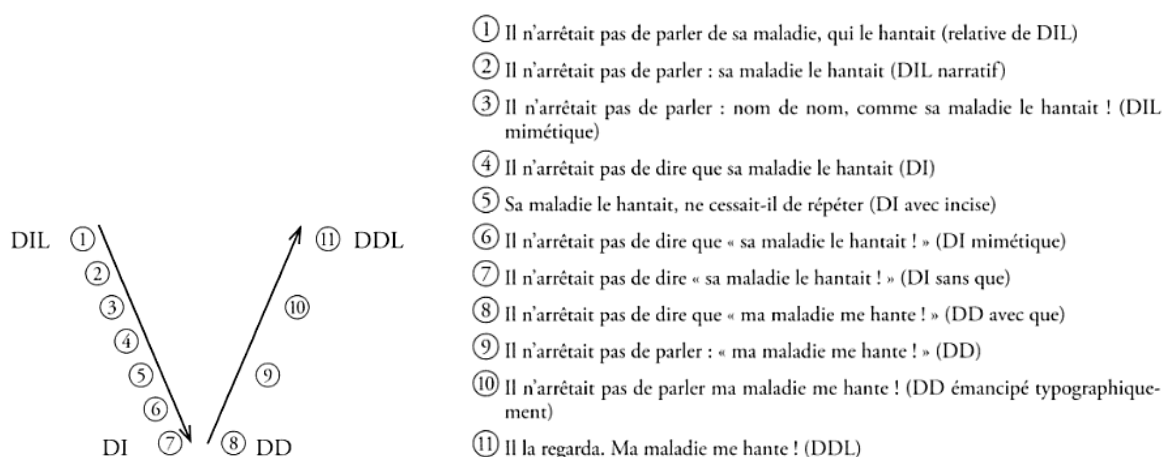 ① Il n'arrêtait pas de parler de sa maladie, qui le hantait (relative de DIL)
② Il n'arrêtait pas de parler : sa maladie le hantait (DIL narratif)
③ Il n'arrêtait pas de parler : nom de nom, comme sa maladie le hantait ! (DIL
mimétique)
④ Il n'arrêtait pas de dire que sa maladie le hantait (DI)
⑤ Sa maladie le hantait, ne cessait-il de répéter (DI avec incise)
⑥ Il n'arrêtait pas de dire que « sa maladie le hantait ! » (DI mimétique)
⑦ Il n'arrêtait pas de dire « sa maladie le hantait ! » (DI sans que)
⑧ Il n'arrêtait pas de dire que « ma maladie me hante ! » (DD avec que)
⑨ Il n'arrêtait pas de parler : « ma maladie me hante ! » (DD)
⑩ Il n'arrêtait pas de parler ma maladie me hante ! (DD émancipé typographique-
ment)
⑪ Il la regarda. Ma maladie me hante ! (DDL)
DIL ① ⑪ DDL
②
③ ⑩
④
⑤ ⑨
⑥
DI ⑦ ⑧ DD